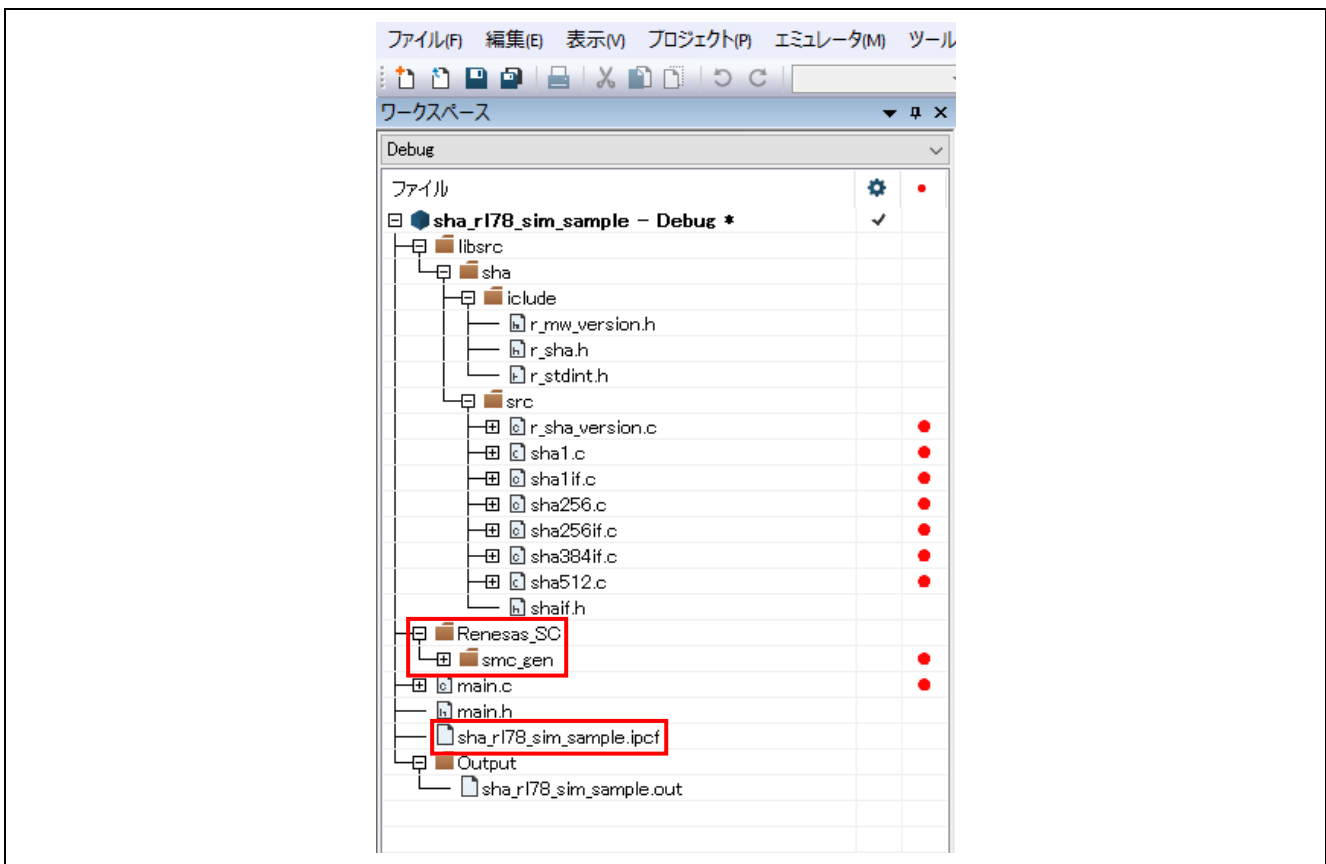 ファイル(F) 編集(E) 表示(V) プロジェクト(P) エミュレータ(M) ツール
ワークスペース
Debug
ファイル
sha_rl78_sim_sample - Debug *
libsrc
sha
iclude
r_mw_version.h
r_sha.h
r_stdint.h
src
r_sha_version.c
sha1.c
sha1if.c
sha256.c
sha256if.c
sha384if.c
sha512.c
shaif.h
Renesas_SC
smc_gen
main.c
main.h
sha_rl78_sim_sample.ipcf
Output
sha_rl78_sim_sample.out